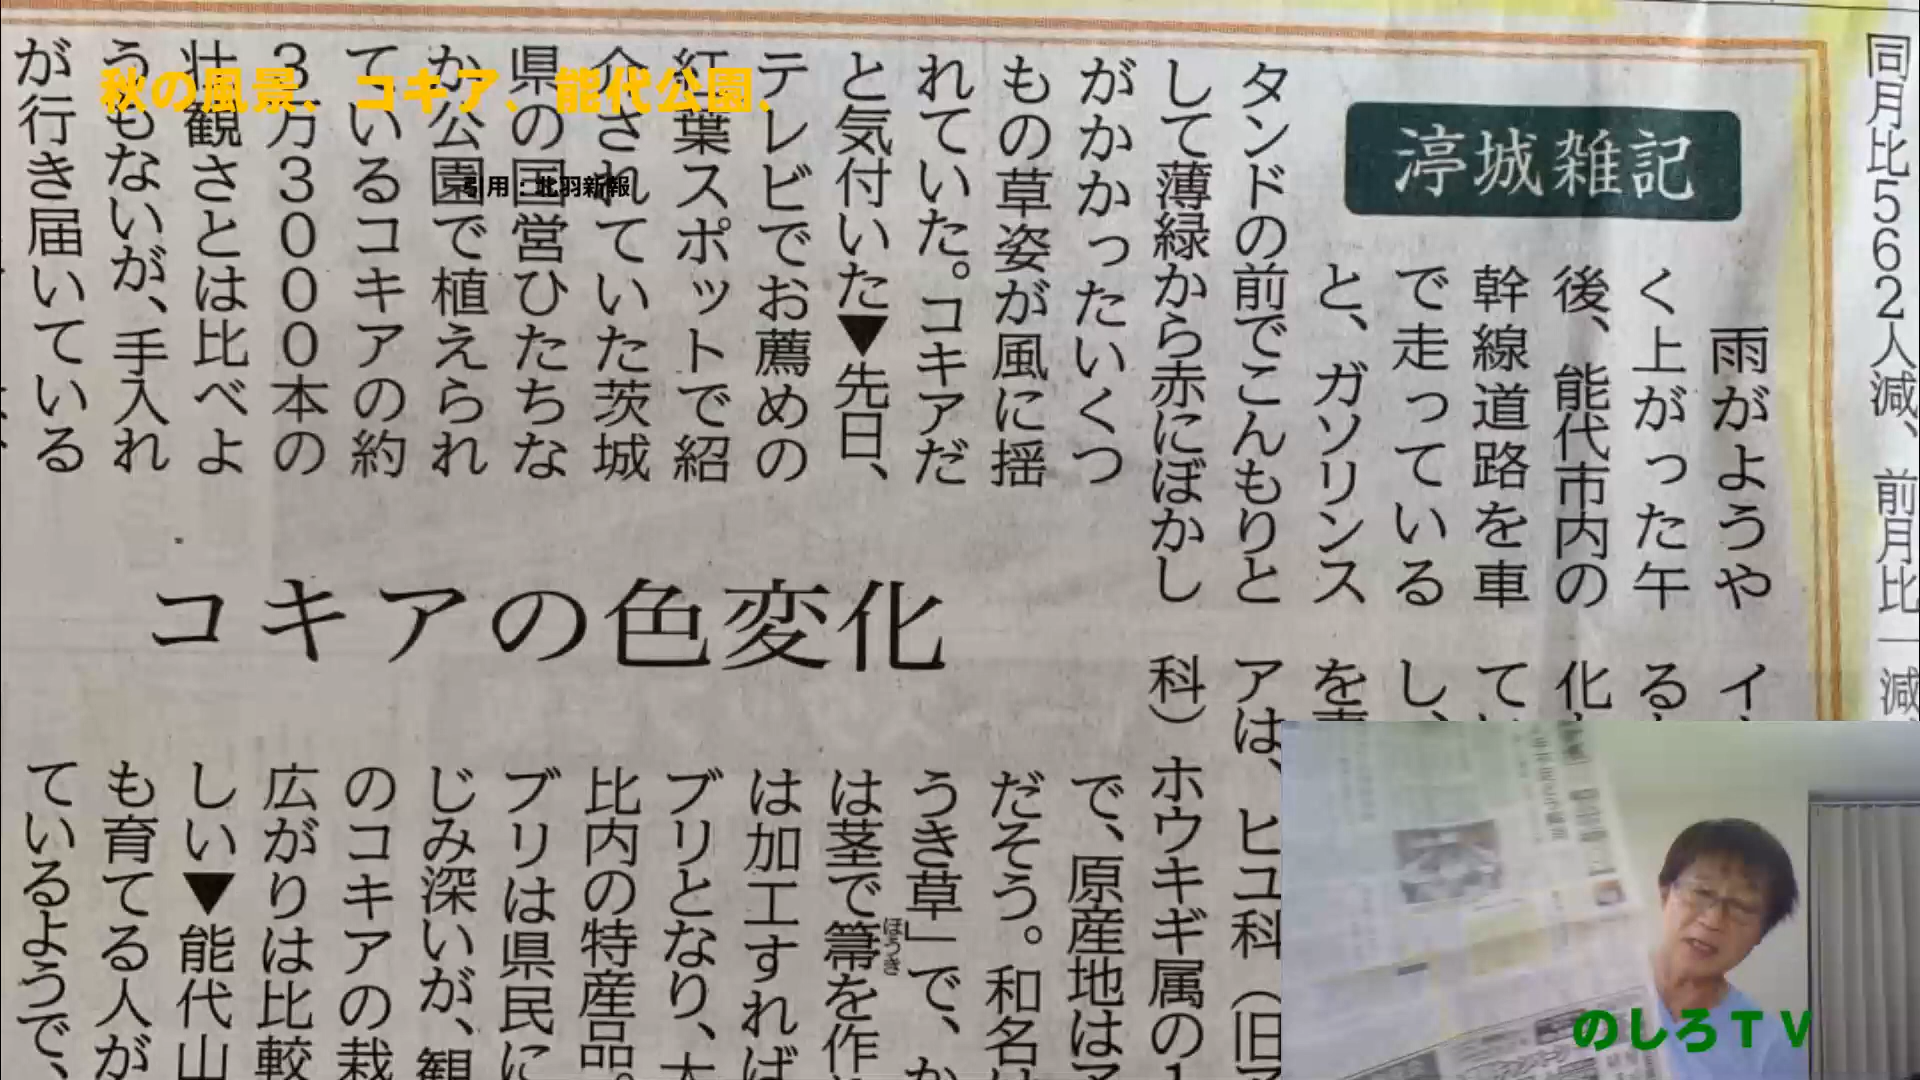 秋の風景、コキア、能代公園、
引用：北羽新報
渟城雑記
雨がようや
く上がった午
後、能代市内の
幹線道路を車
で走っている
と、ガソリンス
タンドの前でこんもりと
して薄緑から赤にぼかし
がかかったいくつ
もの草姿が風に揺
れていた。コキアだ
と気付いた▼先日、
テレビでお薦めの
紅葉スポットで紹
介されていた茨城
県の国営ひたちな
か公園で植えられ
ているコキアの約
3万3000本の
壮観さとは比べよ
うもないが、手入れ
が行き届いている
コキアの色変化
し、
アは、ヒユ科（旧
科）ホウキギ属の1
で、原産地は
だそう。和名は
うき草」で、か
は茎で箒を作
ほうき
は加工すれば
ブリとなり、大
比内の特産品。
ブリは県民に
じみ深いが、観
のコキアの栽
広がりは比較
しい▼能代山
も育てる人が
ているようで、
同月比562人減、前月比
減
のしろTV